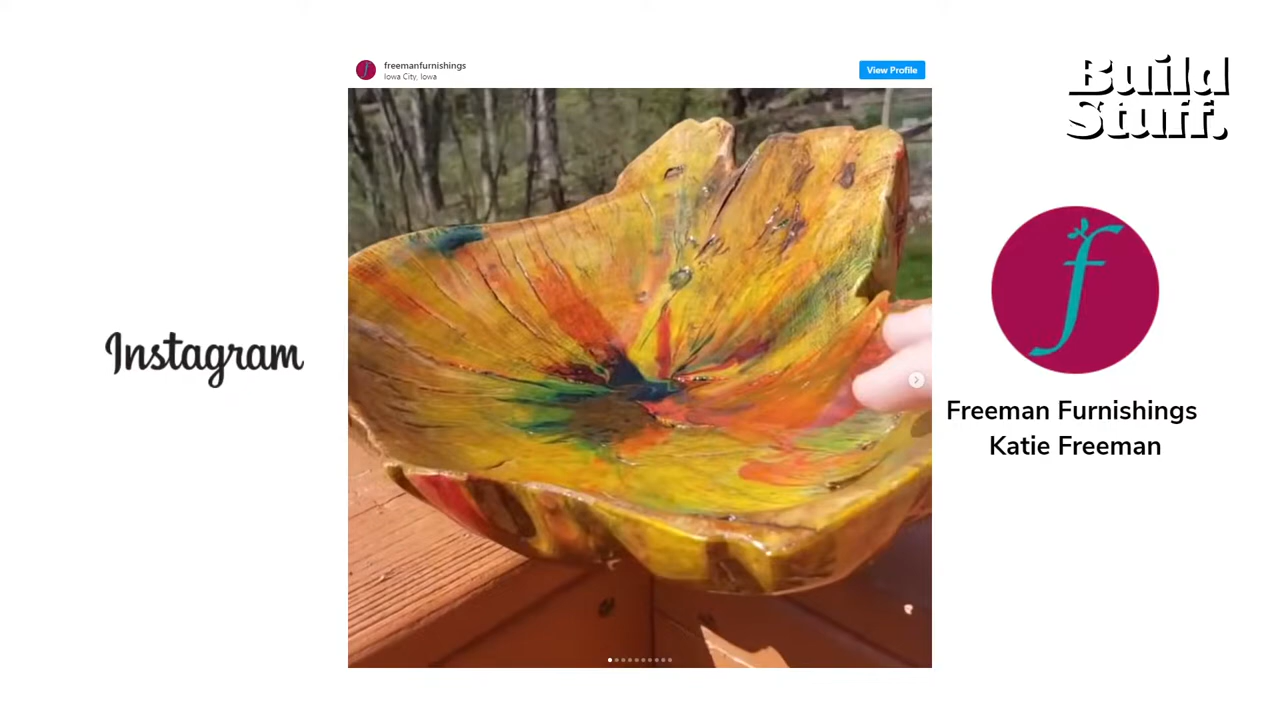 freemanfurnishings
Iowa City, Iowa
View Profile
Build
Stuff.
Instagram
f
Freeman Furnishings
Katie Freeman